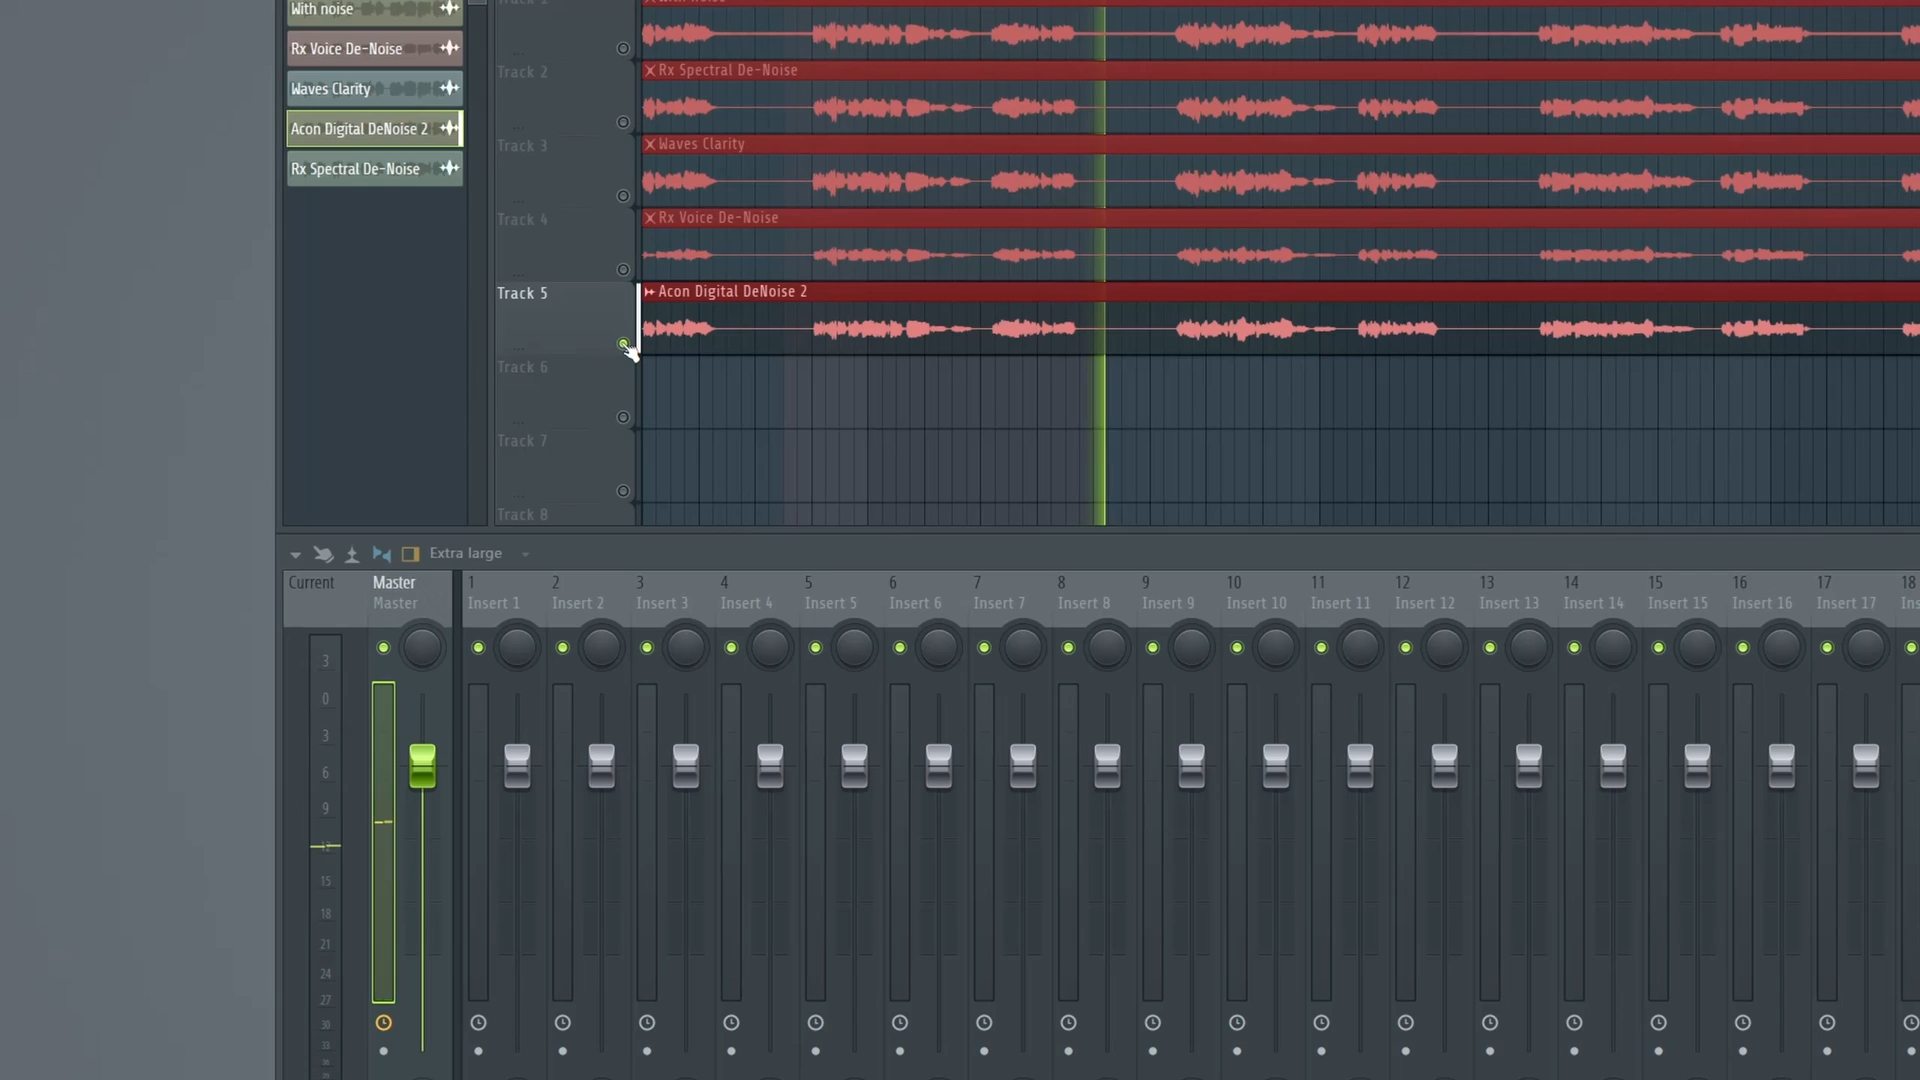 With noise
Rx Voice De-Noise
Waves Clarity
Acon Digital DeNoise 2
Rx Spectral De-Noise
Track 1
With noise
Track 2
Rx Spectral De-Noise
Track 3
Waves Clarity
Track 4
Rx Voice De-Noise
Track 5
Acon Digital DeNoise 2
Track 6
Track 7
Track 8
Extra large
Current
Master
1
2
3
4
5
6
7
8
9
10
11
12
13
14
15
16
17
18
Master
Insert 1
Insert 2
Insert 3
Insert 4
Insert 5
Insert 6
Insert 7
Insert 8
Insert 9
Insert 10
Insert 11
Insert 12
Insert 13
Insert 14
Insert 15
Insert 16
Insert 17
Ins
3
0
3
6
9
12
15
18
21
24
27
30
33